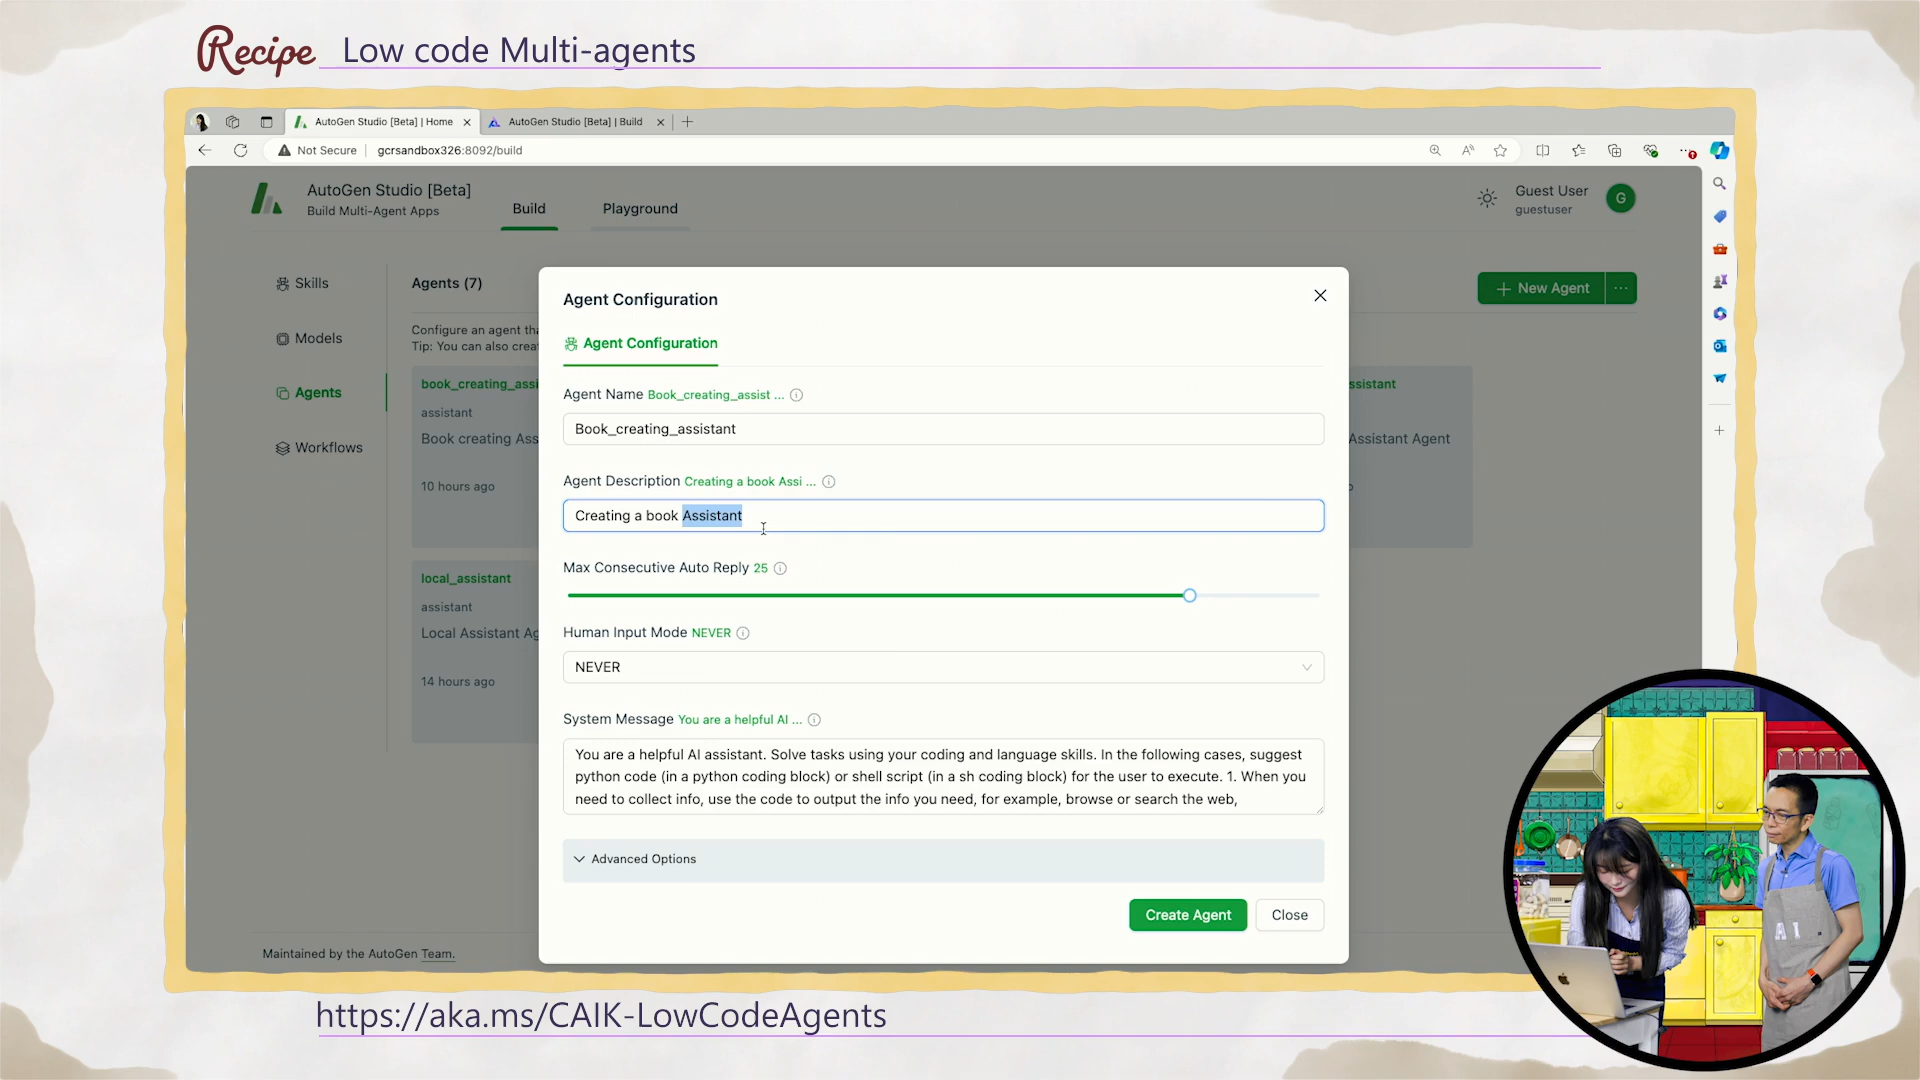 Recipe Low code Multi-agents
AutoGen Studio [Beta] | Home
AutoGen Studio [Beta] | Build
Not Secure gcrsandbox326:8092/build
AutoGen Studio [Beta]
Build Multi-Agent Apps
Build
Playground
Guest User
guestuser
G
Skills
Models
Agents
Workflows
Agents (7)
New Agent
Configure an agent tha
Tip: You can also crea
book_creating_assi
assistant
Book creating Ass
10 hours ago
ssistant
Assistant Agent
local_assistant
assistant
Local Assistant Ag
14 hours ago
Agent Configuration
Agent Configuration
Agent Name Book_creating_assist ...
Book_creating_assistant
Agent Description Creating a book Assi ...
Creating a book Assistant
Max Consecutive Auto Reply 25
Human Input Mode NEVER
NEVER
System Message You are a helpful AI ...
You are a helpful AI assistant. Solve tasks using your coding and language skills. In the following cases, suggest
python code (in a python coding block) or shell script (in a sh coding block) for the user to execute. 1. When you
need to collect info, use the code to output the info you need, for example, browse or search the web,
Advanced Options
Create Agent
Close
Maintained by the AutoGen Team.
AI
https://aka.ms/CAIK-LowCodeAgents